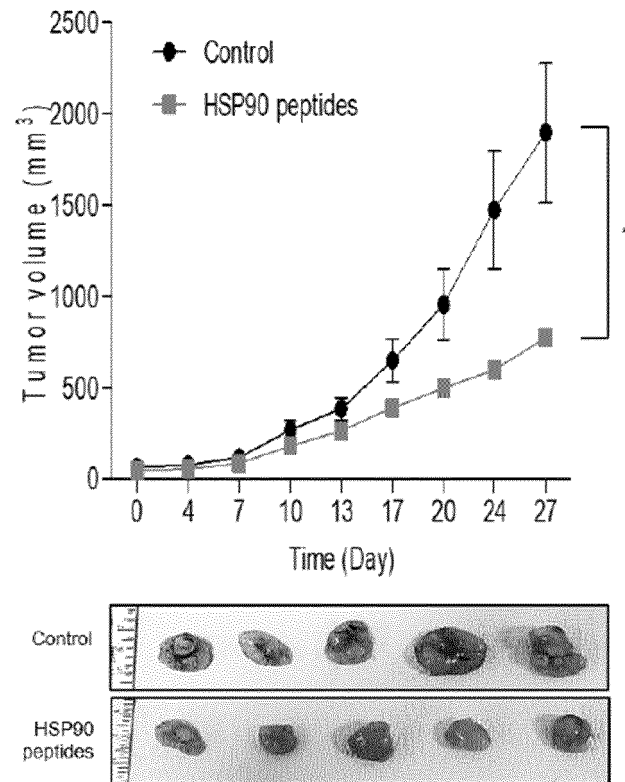 2500
Control
HSP90 peptides
2000
1500
1000
500
0
Tumor volume (mm³)
0 4 7 10 13 17 20 24 27
Time (Day)
Control
HSP90
peptides